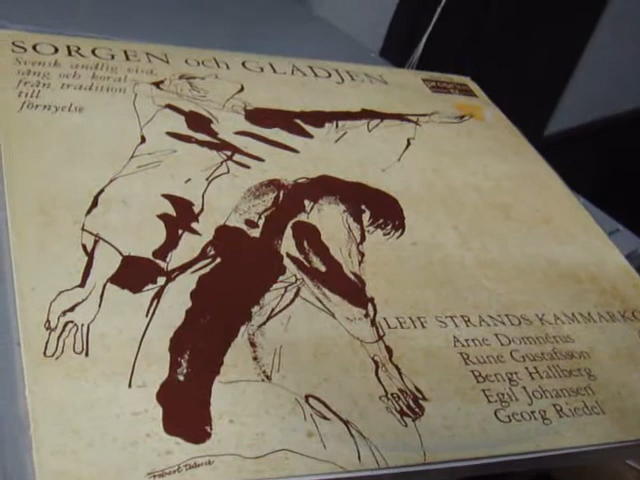 SORGEN och GLÄDJEN
Svensk andlig visa,
sång och koral –
från tradition
till
förnyelse
LEIF STRANDS KAMMARKO
Arne Domnérus
Rune Gustafsson
Bengt Hallberg
Egil Johansen
Georg Riedel